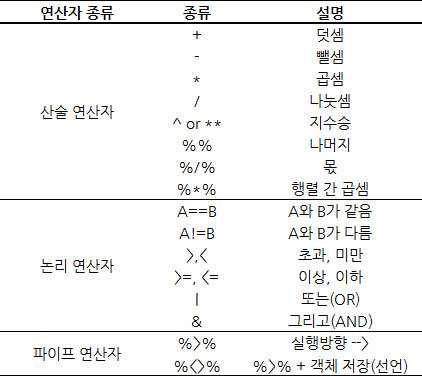 연산자 종류 종류 설명
+ 덧셈
- 뺄셈
* 곱셈
/ 나눗셈
산술 연산자
^ or ** 지수승
%% 나머지
%/% 몫
%*% 행렬 간 곱셈
A==B A와 B가 같음
A!=B A와 B가 다름
>,< 초과, 미만
논리 연산자
>=, <= 이상, 이하
| 또는(OR)
& 그리고(AND)
%>% 실행방향 -->
파이프 연산자
%<>% %>% + 객체 저장(선언)